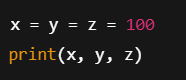 x = y = z = 100
print(x, y, z)